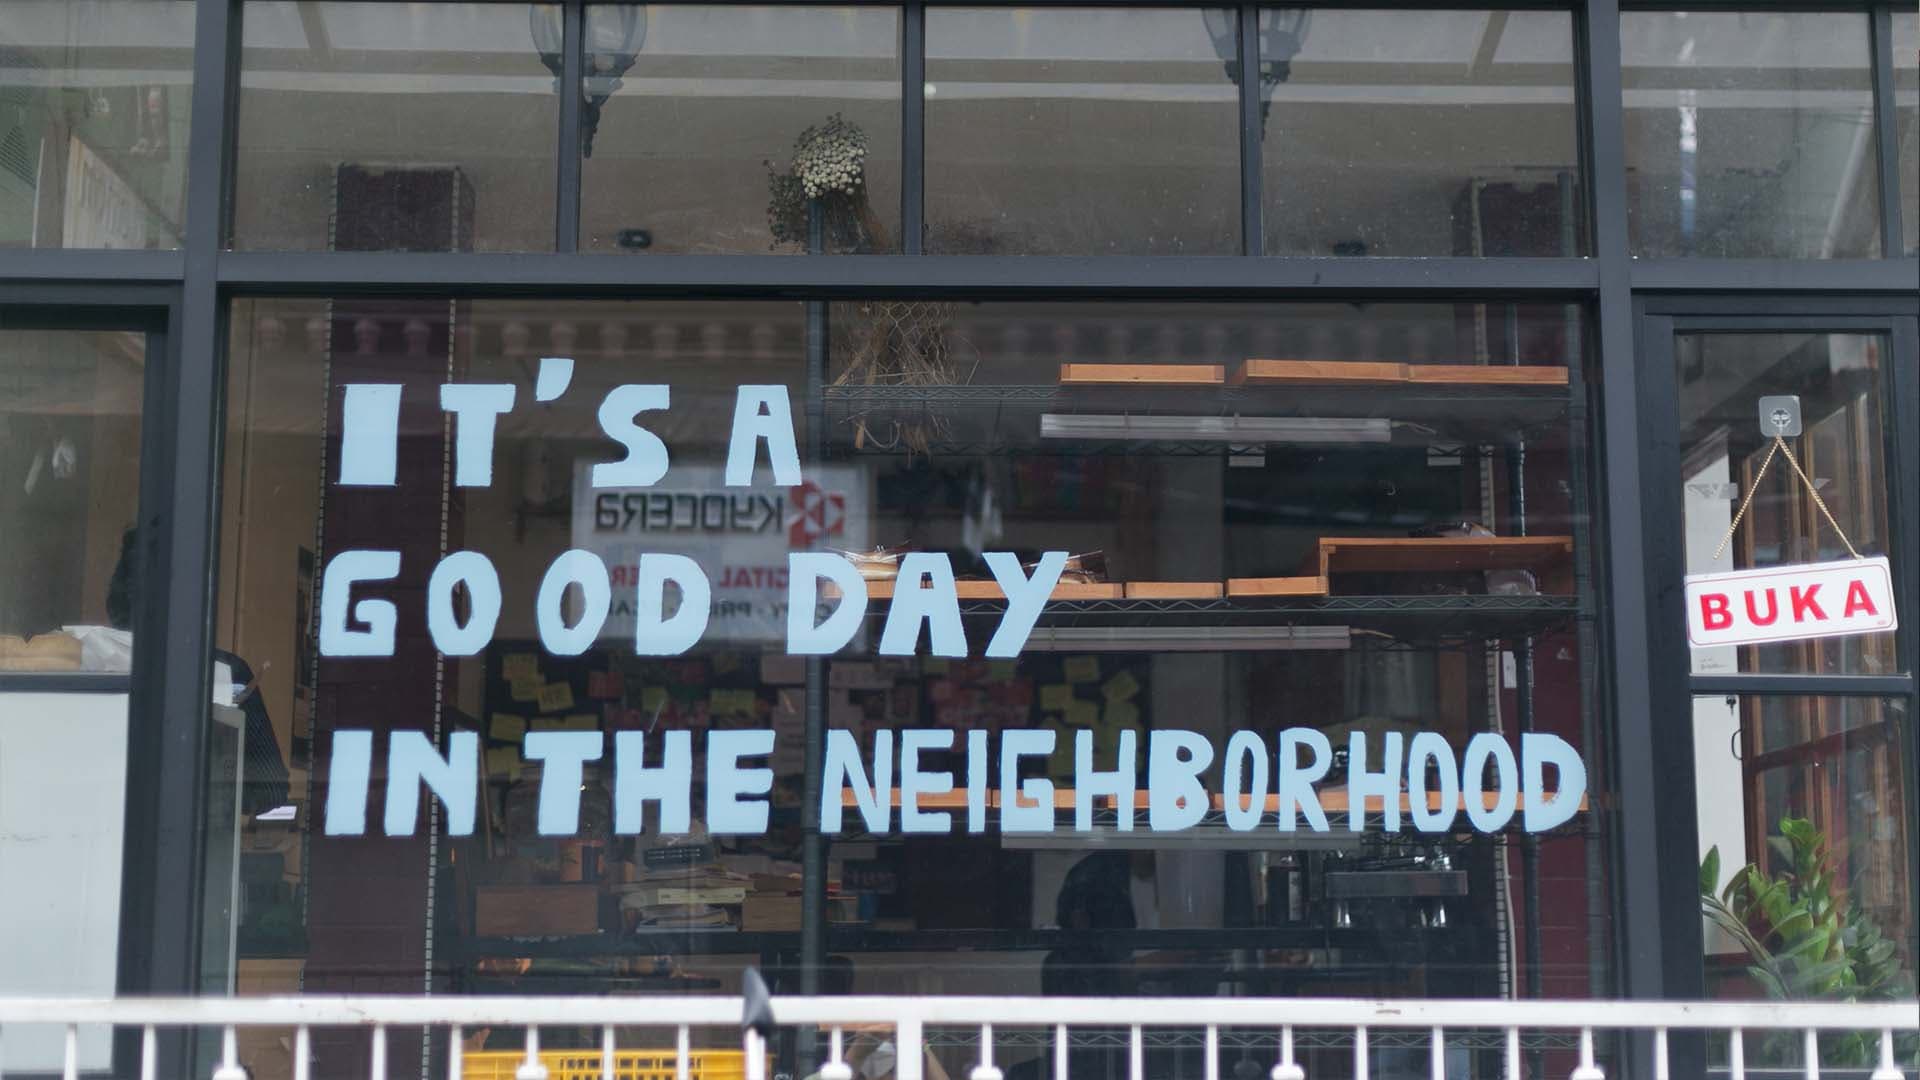 IT'S A
GOOD DAY
IN THE NEIGHBORHOOD
KYOCERA
BUKA